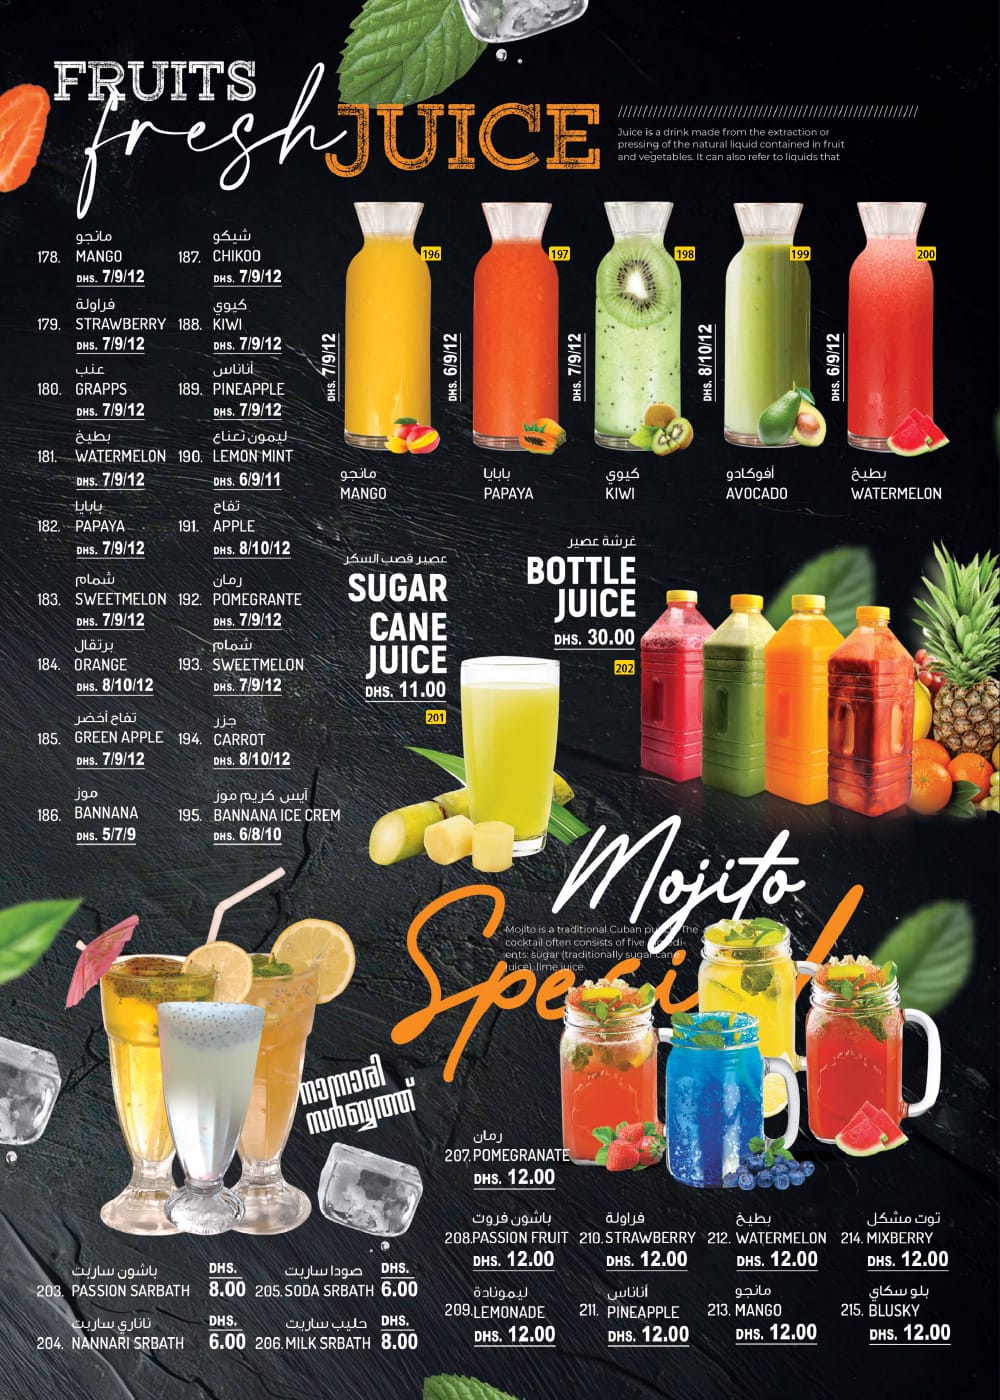 FRUITS
fresh
JUICE
Juice is a drink made from the extraction or
pressing of the natural liquid contained in fruit
and vegetables. It can also refer to liquids that
مانجو
178. MANGO
DHS. 7/9/12
فراولة
179. STRAWBERRY
DHS. 7/9/12
عنب
180. GRAPPS
DHS. 7/9/12
بطيخ
181. WATERMELON
DHS. 7/9/12
بابايا
182. PAPAYA
DHS. 7/9/12
شمام
183. SWEETMELON
DHS. 7/9/12
برتقال
184. ORANGE
DHS. 8/10/12
تفاح أخضر
185. GREEN APPLE
DHS. 7/9/12
موز
186. BANNANA
DHS. 5/7/9
شيكو
187. CHIKOO
DHS. 7/9/12
كيوي
188. KIWI
DHS. 7/9/12
أناناس
189. PINEAPPLE
DHS. 7/9/12
ليمون نعناع
190. LEMON MINT
DHS. 6/9/11
تفاح
191. APPLE
DHS. 8/10/12
رمان
192. POMEGRANTE
DHS. 7/9/12
شمام
193. SWEETMELON
DHS. 7/9/12
جزر
194. CARROT
DHS. 8/10/12
آيس كريم موز
195. BANNANA ICE CREM
DHS. 6/8/10
196
DHS. 7/9/12
مانجو
MANGO
197
DHS. 6/9/12
بابايا
PAPAYA
198
DHS. 7/9/12
كيوي
KIWI
199
DHS. 8/10/12
أفوكادو
AVOCADO
200
DHS. 6/9/12
بطيخ
WATERMELON
عصير قصب السكر
SUGAR
CANE
JUICE
DHS. 11.00
201
غرشة عصير
BOTTLE
JUICE
DHS. 30.00
202
Mojito
Special
Mojito is a traditional Cuban punch. The
cocktail often consists of five ingredi-
ents: sugar (traditionally sugar cane
juice), lime juice
നാന്നാരി
സർബ്ബത്ത്
باشون ساربت
203. PASSION SARBATH
DHS.
8.00
ناناري ساربت
204. NANNARI SRBATH
DHS.
6.00
صودا ساربت
205. SODA SRBATH
DHS.
6.00
حليب ساربت
206. MILK SRBATH
DHS.
8.00
رمان
207. POMEGRANATE
DHS. 12.00
باشون فروت
208. PASSION FRUIT
DHS. 12.00
ليمونادة
209. LEMONADE
DHS. 12.00
فراولة
210. STRAWBERRY
DHS. 12.00
أناناس
211. PINEAPPLE
DHS. 12.00
بطيخ
212. WATERMELON
DHS. 12.00
مانجو
213. MANGO
DHS. 12.00
توت مشكل
214. MIXBERRY
DHS. 12.00
بلو سكاي
215. BLUSKY
DHS. 12.00